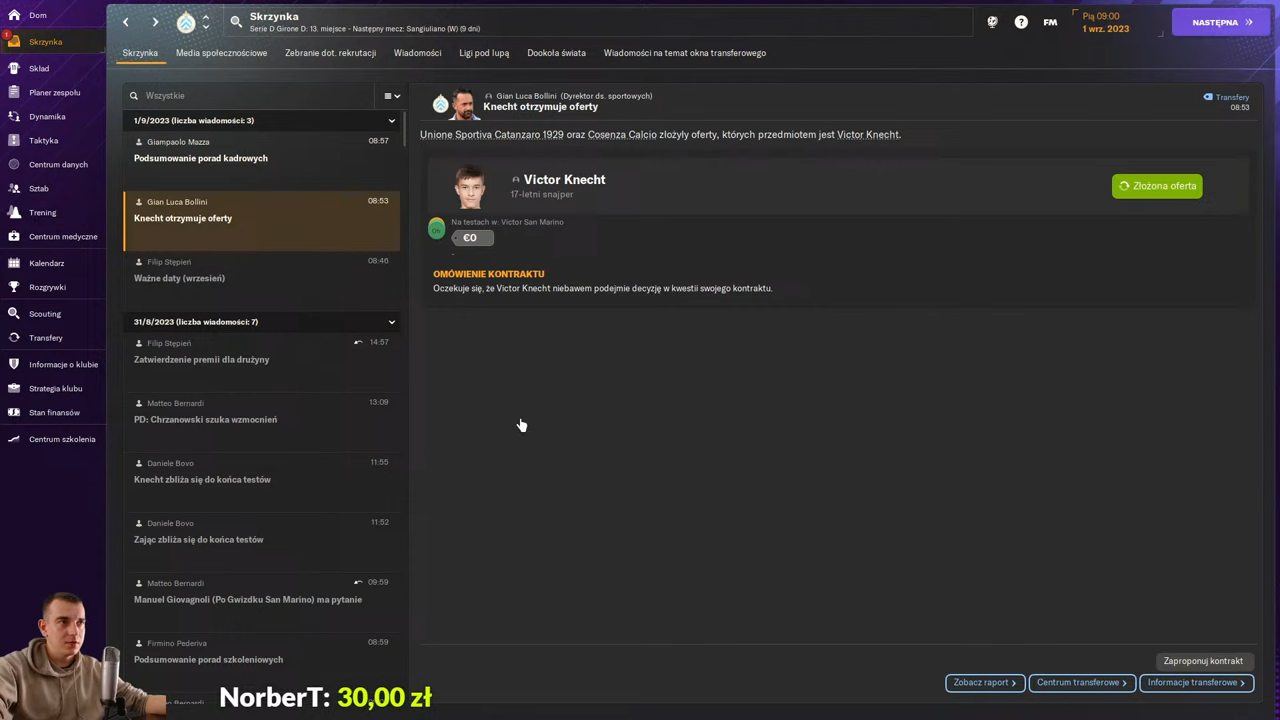 Dom
Skrzynka
1
Skład
Planer zespołu
Dynamika
Taktyka
Centrum danych
Sztab
Trening
Centrum medyczne
Kalendarz
Rozgrywki
Scouting
Transfery
Informacje o klubie
Strategia klubu
Stan finansów
Centrum szkolenia
Skrzynka
Serie D Girone D: 13. miejsce - Następny mecz: Sangiuliano (W) (9 dni)
FM
Pią 09:00
1 wrz. 2023
NASTĘPNA
Skrzynka
Media społecznościowe
Zebranie dot. rekrutacji
Wiadomości
Ligi pod lupą
Dookoła świata
Wiadomości na temat okna transferowego
Wszystkie
1/9/2023 (liczba wiadomości: 3)
Giampaolo Mazza 08:57
Podsumowanie porad kadrowych
Gian Luca Bollini 08:53
Knecht otrzymuje oferty
Filip Stępień 08:46
Ważne daty (wrzesień)
31/8/2023 (liczba wiadomości: 7)
Filip Stępień 14:57
Zatwierdzenie premii dla drużyny
Matteo Bernardi 13:09
PD: Chrzanowski szuka wzmocnień
Daniele Bovo 11:55
Knecht zbliża się do końca testów
Daniele Bovo 11:52
Zając zbliża się do końca testów
Matteo Bernardi 09:59
Manuel Giovagnoli (Po Gwizdku San Marino) ma pytanie
Firmino Pederiva 08:59
Podsumowanie porad szkoleniowych
Gian Luca Bollini (Dyrektor ds. sportowych)
Knecht otrzymuje oferty
Transfery
08:53
Unione Sportiva Catanzaro 1929 oraz Cosenza Calcio złożyły oferty, których przedmiotem jest Victor Knecht.
Victor Knecht
17-letni snajper
Złożona oferta
Na testach w: Victor San Marino
€0
-
OMÓWIENIE KONTRAKTU
Oczekuje się, że Victor Knecht niebawem podejmie decyzję w kwestii swojego kontraktu.
Zaproponuj kontrakt
Zobacz raport
Centrum transferowe
Informacje transferowe
NorberT: 30,00 zł